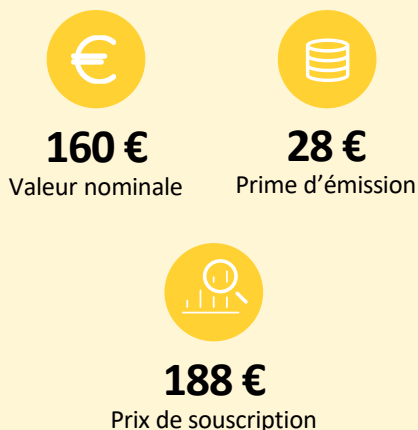 160 €
28 €
Valeur nominale
Prime d’émission
188 €
Prix de souscription